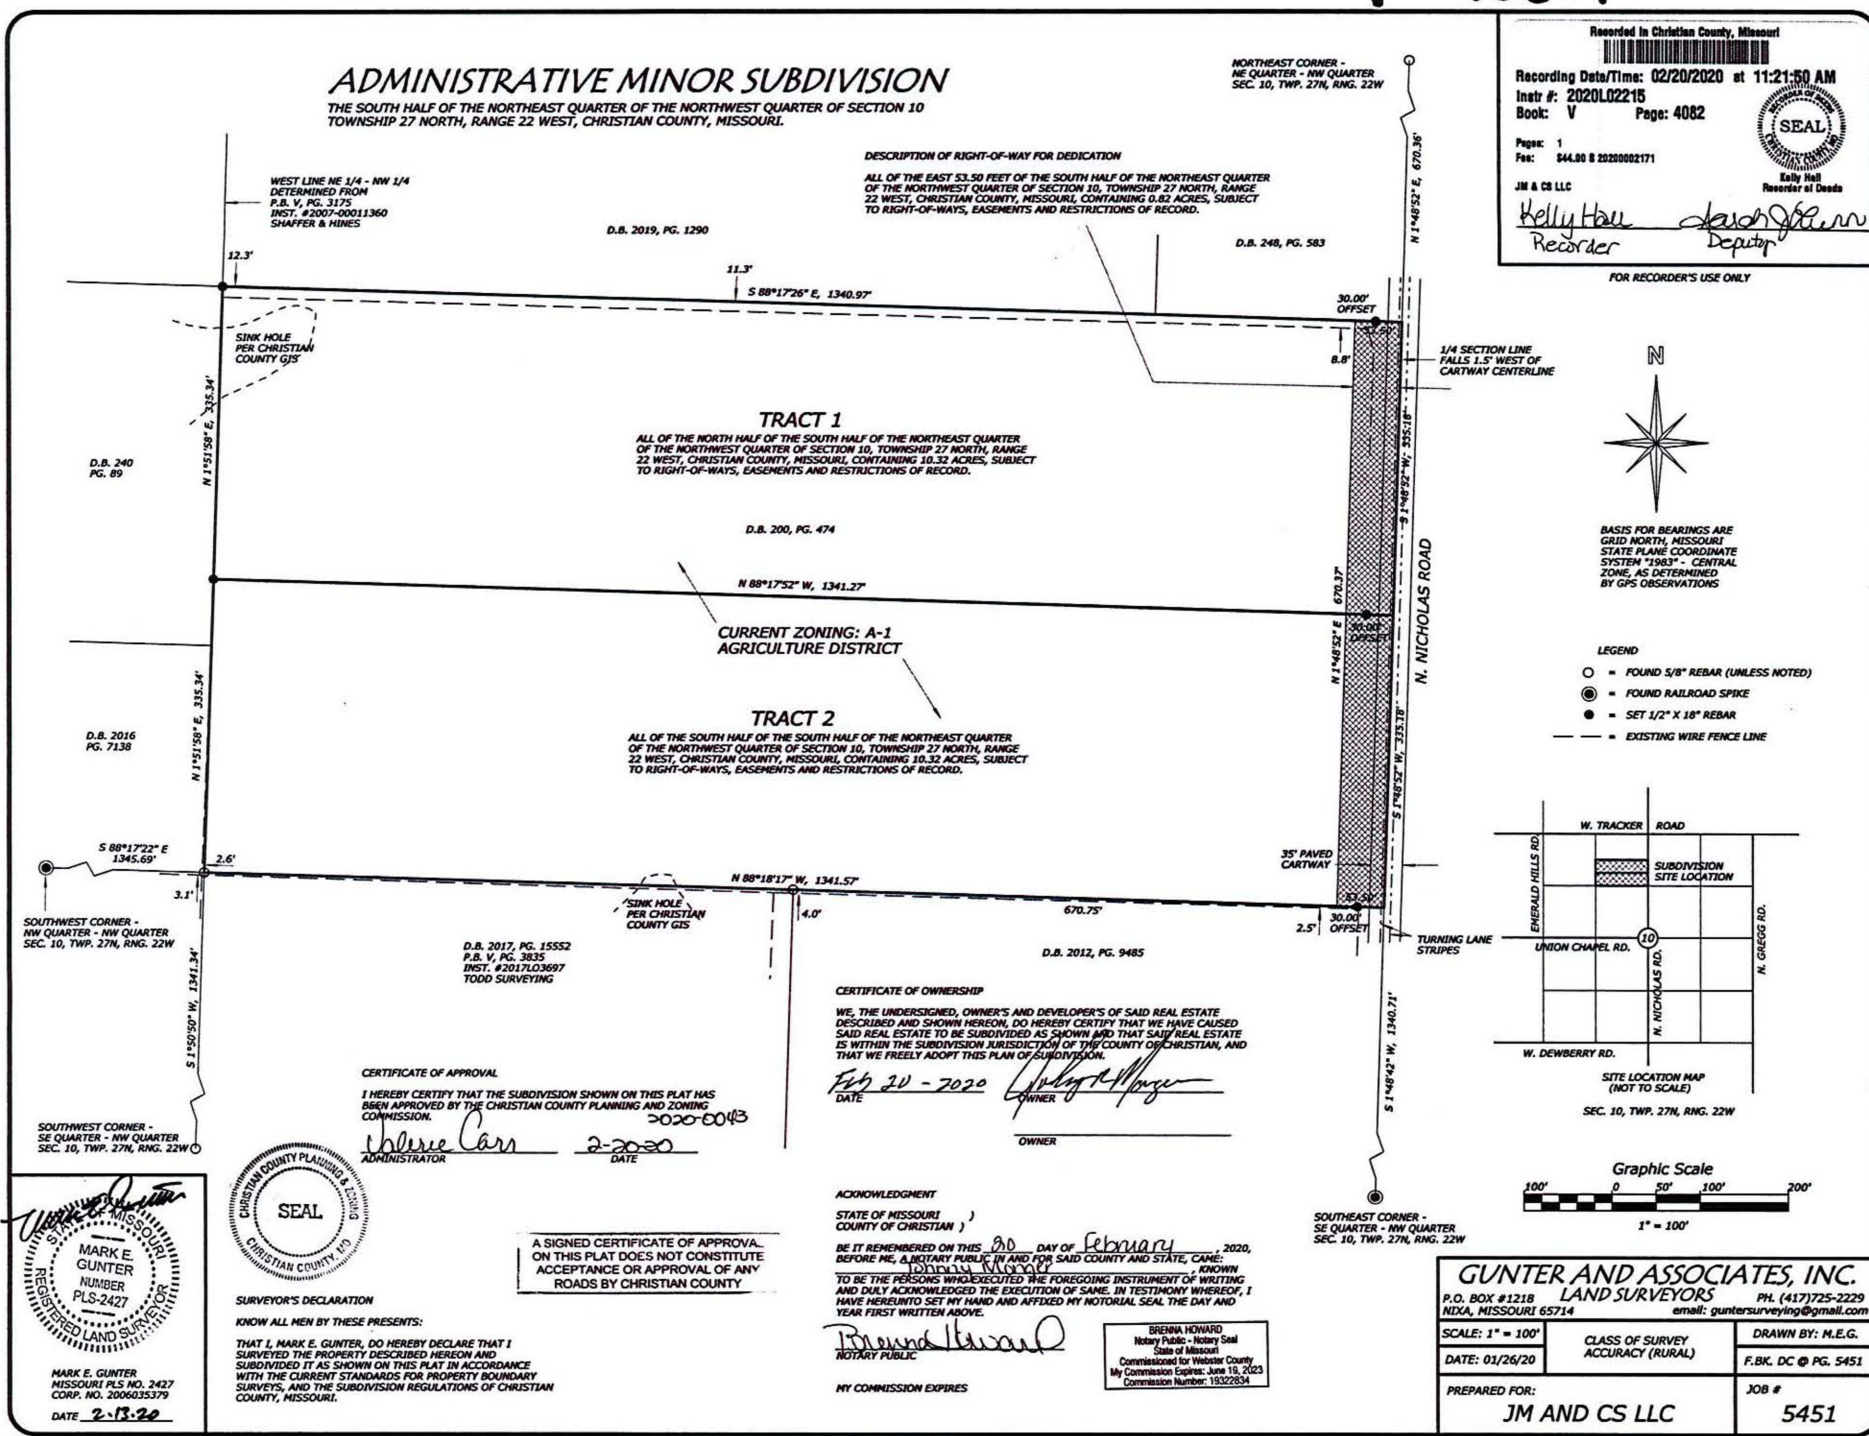 ADMINISTRATIVE MINOR SUBDIVISION
THE SOUTH HALF OF THE NORTHEAST QUARTER OF THE NORTHWEST QUARTER OF SECTION 10
TOWNSHIP 27 NORTH, RANGE 22 WEST, CHRISTIAN COUNTY, MISSOURI.
NORTHEAST CORNER -
NE QUARTER - NW QUARTER
SEC. 10, TWP. 27N, RNG. 22W
Recorded in Christian County, Missouri
Recording Date/Time: 02/20/2020 at 11:21:50 AM
Instr #: 2020L02215
Book: V Page: 4082
Pages: 1
Fee: $44.00 S 20200002171
JM & CS LLC
SEAL
Kelly Hall
Recorder of Deeds
Kelly Hall
Recorder
Deputy
FOR RECORDER'S USE ONLY
WEST LINE NE 1/4 - NW 1/4
DETERMINED FROM
P.B. V, PG. 3175
INST. #2007-00011360
SHAFFER & HINES
DESCRIPTION OF RIGHT-OF-WAY FOR DEDICATION
ALL OF THE EAST 53.50 FEET OF THE SOUTH HALF OF THE NORTHEAST QUARTER
OF THE NORTHWEST QUARTER OF SECTION 10, TOWNSHIP 27 NORTH, RANGE
22 WEST, CHRISTIAN COUNTY, MISSOURI, CONTAINING 0.82 ACRES, SUBJECT
TO RIGHT-OF-WAYS, EASEMENTS AND RESTRICTIONS OF RECORD.
N 1°48'52" E, 670.36'
D.B. 2019, PG. 1290
D.B. 248, PG. 583
12.3'
11.3'
S 88°17'26" E, 1340.97'
30.00'
OFFSET
53.50'
8.8'
SINK HOLE
PER CHRISTIAN
COUNTY GIS
1/4 SECTION LINE
FALLS 1.5' WEST OF
CARTWAY CENTERLINE
N
N 1°51'58" E, 335.34'
TRACT 1
ALL OF THE NORTH HALF OF THE SOUTH HALF OF THE NORTHEAST QUARTER
OF THE NORTHWEST QUARTER OF SECTION 10, TOWNSHIP 27 NORTH, RANGE
22 WEST, CHRISTIAN COUNTY, MISSOURI, CONTAINING 10.32 ACRES, SUBJECT
TO RIGHT-OF-WAYS, EASEMENTS AND RESTRICTIONS OF RECORD.
S 1°48'52" W, 335.18'
D.B. 240
PG. 89
D.B. 200, PG. 474
BASIS FOR BEARINGS ARE
GRID NORTH, MISSOURI
STATE PLANE COORDINATE
SYSTEM "1983" - CENTRAL
ZONE, AS DETERMINED
BY GPS OBSERVATIONS
N 88°17'52" W, 1341.27'
N 1°48'52" E 670.37'
30.00'
OFFSET
N. NICHOLAS ROAD
CURRENT ZONING: A-1
AGRICULTURE DISTRICT
LEGEND
= FOUND 5/8" REBAR (UNLESS NOTED)
= FOUND RAILROAD SPIKE
= SET 1/2" X 18" REBAR
= EXISTING WIRE FENCE LINE
D.B. 2016
PG. 7138
N 1°51'58" E, 335.34'
TRACT 2
ALL OF THE SOUTH HALF OF THE SOUTH HALF OF THE NORTHEAST QUARTER
OF THE NORTHWEST QUARTER OF SECTION 10, TOWNSHIP 27 NORTH, RANGE
22 WEST, CHRISTIAN COUNTY, MISSOURI, CONTAINING 10.32 ACRES, SUBJECT
TO RIGHT-OF-WAYS, EASEMENTS AND RESTRICTIONS OF RECORD.
S 1°48'52" W, 335.18'
S 88°17'22" E
1345.69'
2.6'
3.1'
N 88°18'17" W, 1341.57'
SINK HOLE
PER CHRISTIAN
COUNTY GIS
4.0'
670.75'
35' PAVED
CARTWAY
53.50'
2.5'
30.00'
OFFSET
TURNING LANE
STRIPES
SOUTHWEST CORNER -
NW QUARTER - NW QUARTER
SEC. 10, TWP. 27N, RNG. 22W
D.B. 2017, PG. 15552
P.B. V, PG. 3835
INST. #2017L03697
TODD SURVEYING
D.B. 2012, PG. 9485
W. TRACKER ROAD
SUBDIVISION
SITE LOCATION
EMERALD HILLS RD.
UNION CHAPEL RD.
10
N. NICHOLAS RD.
N. GREGG RD.
W. DEWBERRY RD.
SITE LOCATION MAP
(NOT TO SCALE)
SEC. 10, TWP. 27N, RNG. 22W
S 1°50'50" W, 1341.34'
S 1°48'42" W, 1340.71'
CERTIFICATE OF OWNERSHIP
WE, THE UNDERSIGNED, OWNER'S AND DEVELOPER'S OF SAID REAL ESTATE
DESCRIBED AND SHOWN HEREON, DO HEREBY CERTIFY THAT WE HAVE CAUSED
SAID REAL ESTATE TO BE SUBDIVIDED AS SHOWN AND THAT SAID REAL ESTATE
IS WITHIN THE SUBDIVISION JURISDICTION OF THE COUNTY OF CHRISTIAN, AND
THAT WE FREELY ADOPT THIS PLAN OF SUBDIVISION.
Feb 20 - 2020
DATE OWNER
OWNER
CERTIFICATE OF APPROVAL
I HEREBY CERTIFY THAT THE SUBDIVISION SHOWN ON THIS PLAT HAS
BEEN APPROVED BY THE CHRISTIAN COUNTY PLANNING AND ZONING
COMMISSION.
2020-0043
Valerie Carr 2-20-20
ADMINISTRATOR DATE
SOUTHWEST CORNER -
SE QUARTER - NW QUARTER
SEC. 10, TWP. 27N, RNG. 22W
CHRISTIAN COUNTY PLANNING & ZONING
SEAL
CHRISTIAN COUNTY, MO
A SIGNED CERTIFICATE OF APPROVAL
ON THIS PLAT DOES NOT CONSTITUTE
ACCEPTANCE OR APPROVAL OF ANY
ROADS BY CHRISTIAN COUNTY
ACKNOWLEDGMENT
STATE OF MISSOURI )
COUNTY OF CHRISTIAN )
BE IT REMEMBERED ON THIS 20 DAY OF February, 2020,
BEFORE ME, A NOTARY PUBLIC IN AND FOR SAID COUNTY AND STATE, CAME:
Johnny Monger, KNOWN
TO BE THE PERSONS WHO EXECUTED THE FOREGOING INSTRUMENT OF WRITING
AND DULY ACKNOWLEDGED THE EXECUTION OF SAME. IN TESTIMONY WHEREOF, I
HAVE HEREUNTO SET MY HAND AND AFFIXED MY NOTORIAL SEAL THE DAY AND
YEAR FIRST WRITTEN ABOVE.
Brenna Howard
NOTARY PUBLIC
MY COMMISSION EXPIRES
BRENNA HOWARD
Notary Public - Notary Seal
State of Missouri
Commissioned for Webster County
My Commission Expires: June 19, 2023
Commission Number: 19322834
SOUTHEAST CORNER -
SE QUARTER - NW QUARTER
SEC. 10, TWP. 27N, RNG. 22W
Graphic Scale
100' 0 50' 100' 200'
1" = 100'
STATE OF MISSOURI
MARK E.
GUNTER
NUMBER
PLS-2427
REGISTERED LAND SURVEYOR
MARK E. GUNTER
MISSOURI PLS NO. 2427
CORP. NO. 2006035379
DATE 2-13-20
SURVEYOR'S DECLARATION
KNOW ALL MEN BY THESE PRESENTS:
THAT I, MARK E. GUNTER, DO HEREBY DECLARE THAT I
SURVEYED THE PROPERTY DESCRIBED HEREON AND
SUBDIVIDED IT AS SHOWN ON THIS PLAT IN ACCORDANCE
WITH THE CURRENT STANDARDS FOR PROPERTY BOUNDARY
SURVEYS, AND THE SUBDIVISION REGULATIONS OF CHRISTIAN
COUNTY, MISSOURI.
GUNTER AND ASSOCIATES, INC.
P.O. BOX #1218 LAND SURVEYORS PH. (417)725-2229
NIXA, MISSOURI 65714 email: guntersurveying@gmail.com
SCALE: 1" = 100'
CLASS OF SURVEY
ACCURACY (RURAL)
DRAWN BY: M.E.G.
DATE: 01/26/20
F.BK. DC @ PG. 5451
PREPARED FOR:
JM AND CS LLC
JOB #
5451